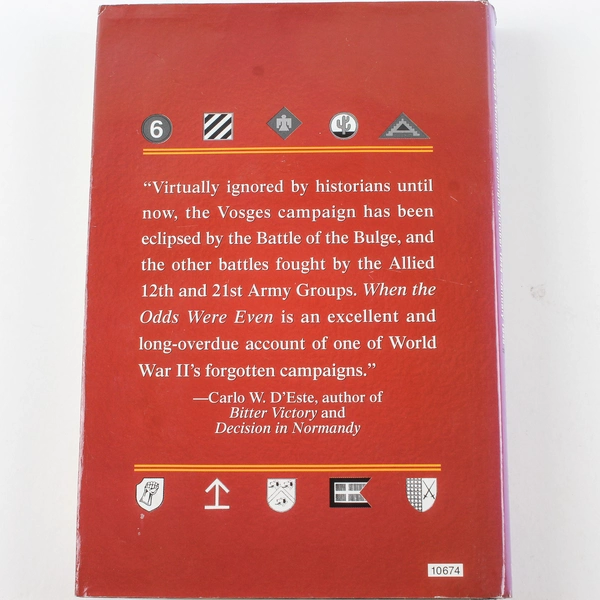 6
“Virtually ignored by historians until
now, the Vosges campaign has been
eclipsed by the Battle of the Bulge, and
the other battles fought by the Allied
12th and 21st Army Groups. When the
Odds Were Even is an excellent and
long-overdue account of one of World
War II’s forgotten campaigns.”
—Carlo W. D’Este, author of
Bitter Victory and
Decision in Normandy
10674